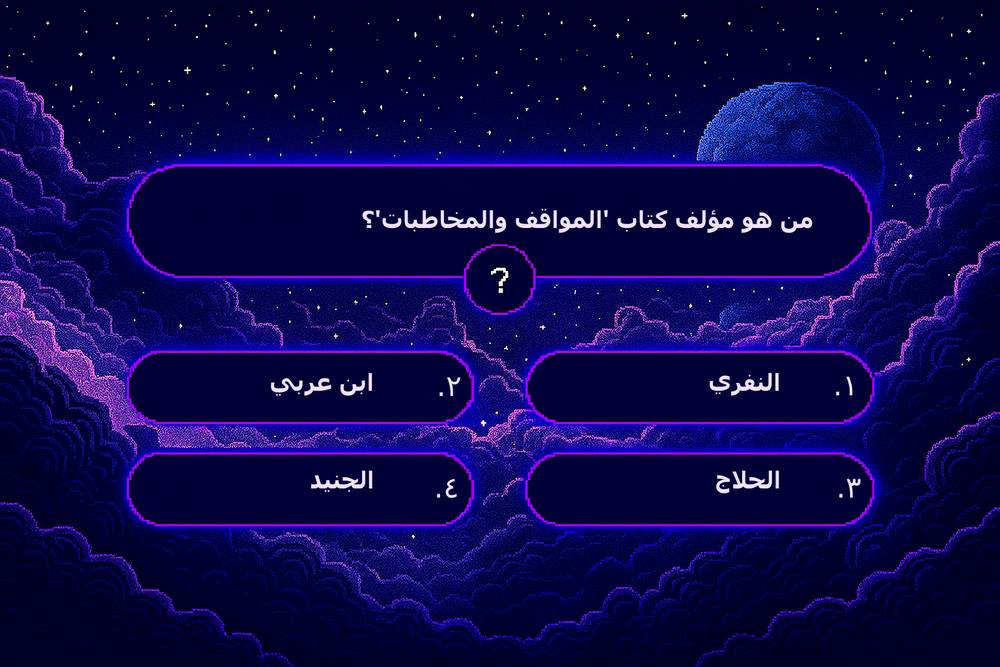 من هو مؤلف كتاب 'المواقف والمخاطبات'؟
?
١. النفري
٢. ابن عربي
٣. الحلاج
٤. الجنيد